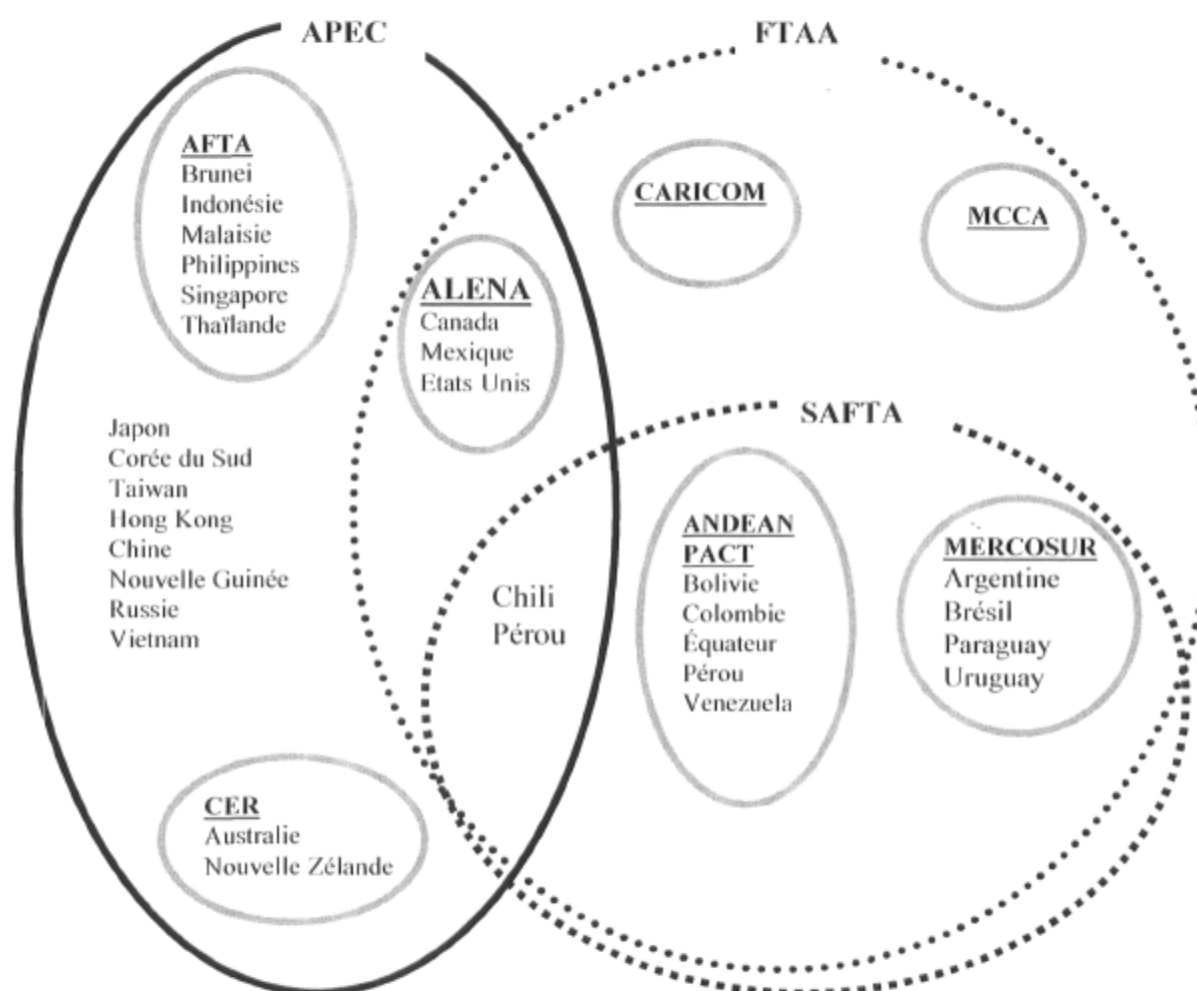 APEC
FTAA
AFTA
Brunei
Indonésie
Malaisie
Philippines
Singapore
Thaïlande
CARICOM
MCCA
ALENA
Canada
Mexique
Etats Unis
SAFTA
Japon
Corée du Sud
Taiwan
Hong Kong
Chine
Nouvelle Guinée
Russie
Vietnam
Chili
Pérou
ANDEAN
PACT
Bolivie
Colombie
Équateur
Pérou
Venezuela
MERCOSUR
Argentine
Brésil
Paraguay
Uruguay
CER
Australie
Nouvelle Zélande